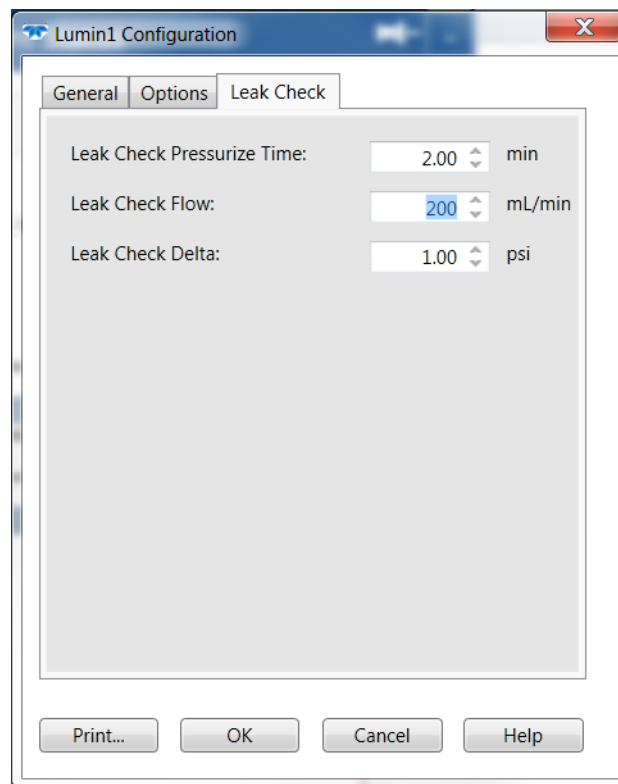 Lumin1 Configuration
General Options Leak Check
Leak Check Pressurize Time: 2.00 min
Leak Check Flow: 200 mL/min
Leak Check Delta: 1.00 psi
Print... OK Cancel Help